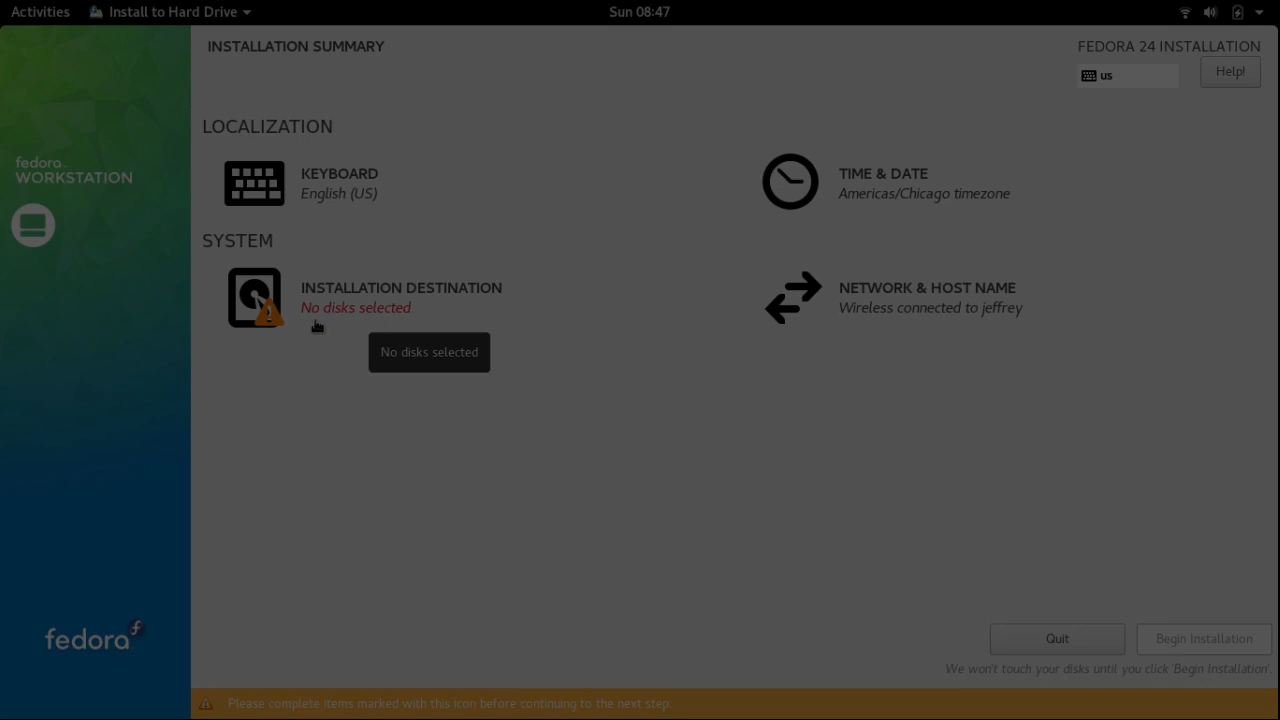 Activities Install to Hard Drive Sun 08:47
INSTALLATION SUMMARY
FEDORA 24 INSTALLATION
us
Help!
fedora
WORKSTATION
LOCALIZATION
KEYBOARD
English (US)
TIME & DATE
Americas/Chicago timezone
SYSTEM
INSTALLATION DESTINATION
No disks selected
NETWORK & HOST NAME
Wireless connected to jeffrey
No disks selected
fedora
Quit
Begin Installation
We won't touch your disks until you click 'Begin Installation'.
Please complete items marked with this icon before continuing to the next step.